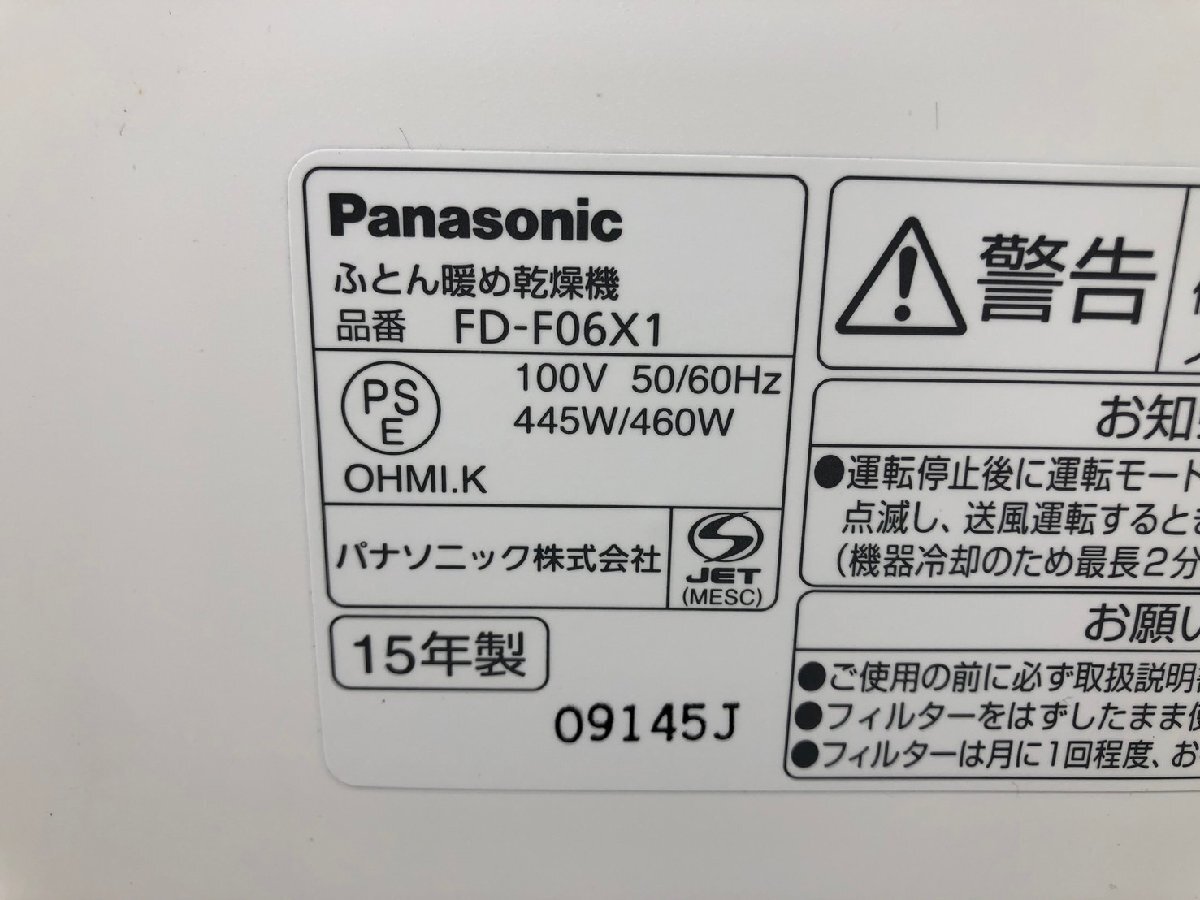 Panasonic
ふとん暖め乾燥機
品番 FD-F06X1
PS
E
100V 50/60Hz
445W/460W
OHMI.K
パナソニック株式会社
JET
(MESC)
15年製
09145J
警告
お知
●運転停止後に運転モート
点滅し、送風運転するとき
(機器冷却のため最長2分
お願い
●ご使用の前に必ず取扱説明
●フィルターをはずしたまま使
●フィルターは月に1回程度、お